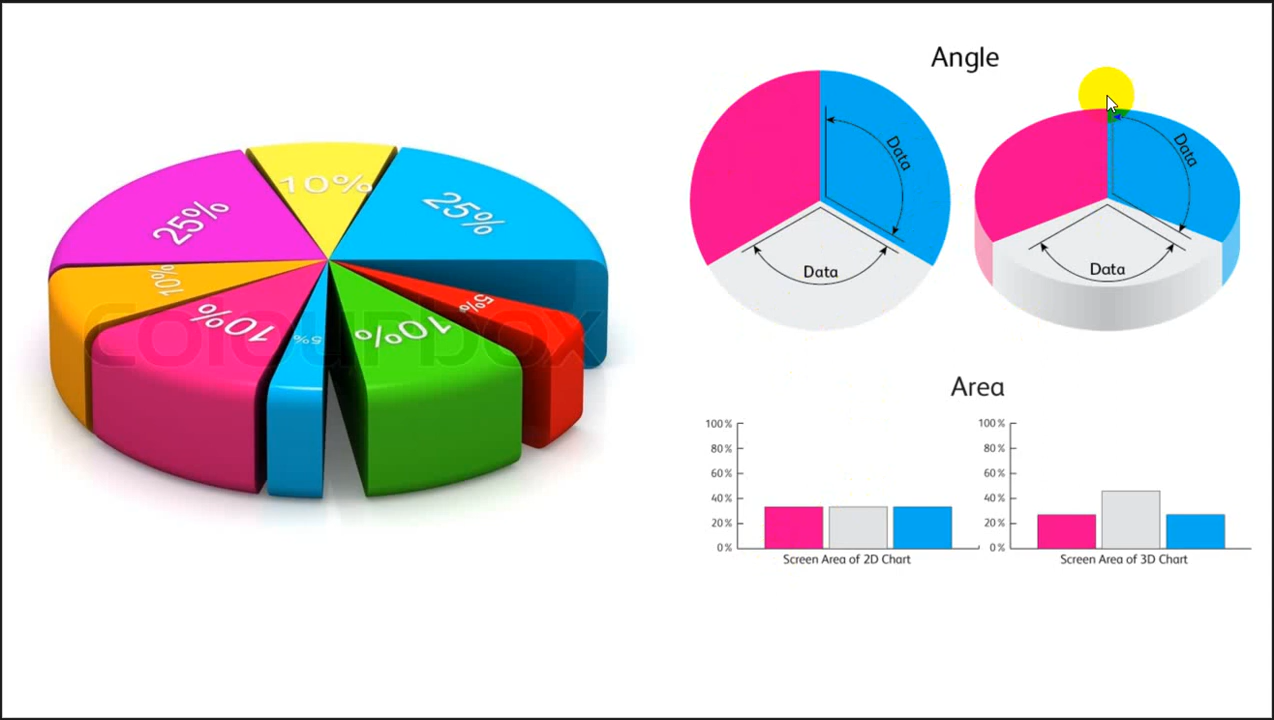 10%
25%
25%
10%
5%
10%
10%
5%
colourbox
Angle
Data
Data
Data
Data
Area
100%
80%
60%
40%
20%
0%
Screen Area of 2D Chart
100%
80%
60%
40%
20%
0%
Screen Area of 3D Chart